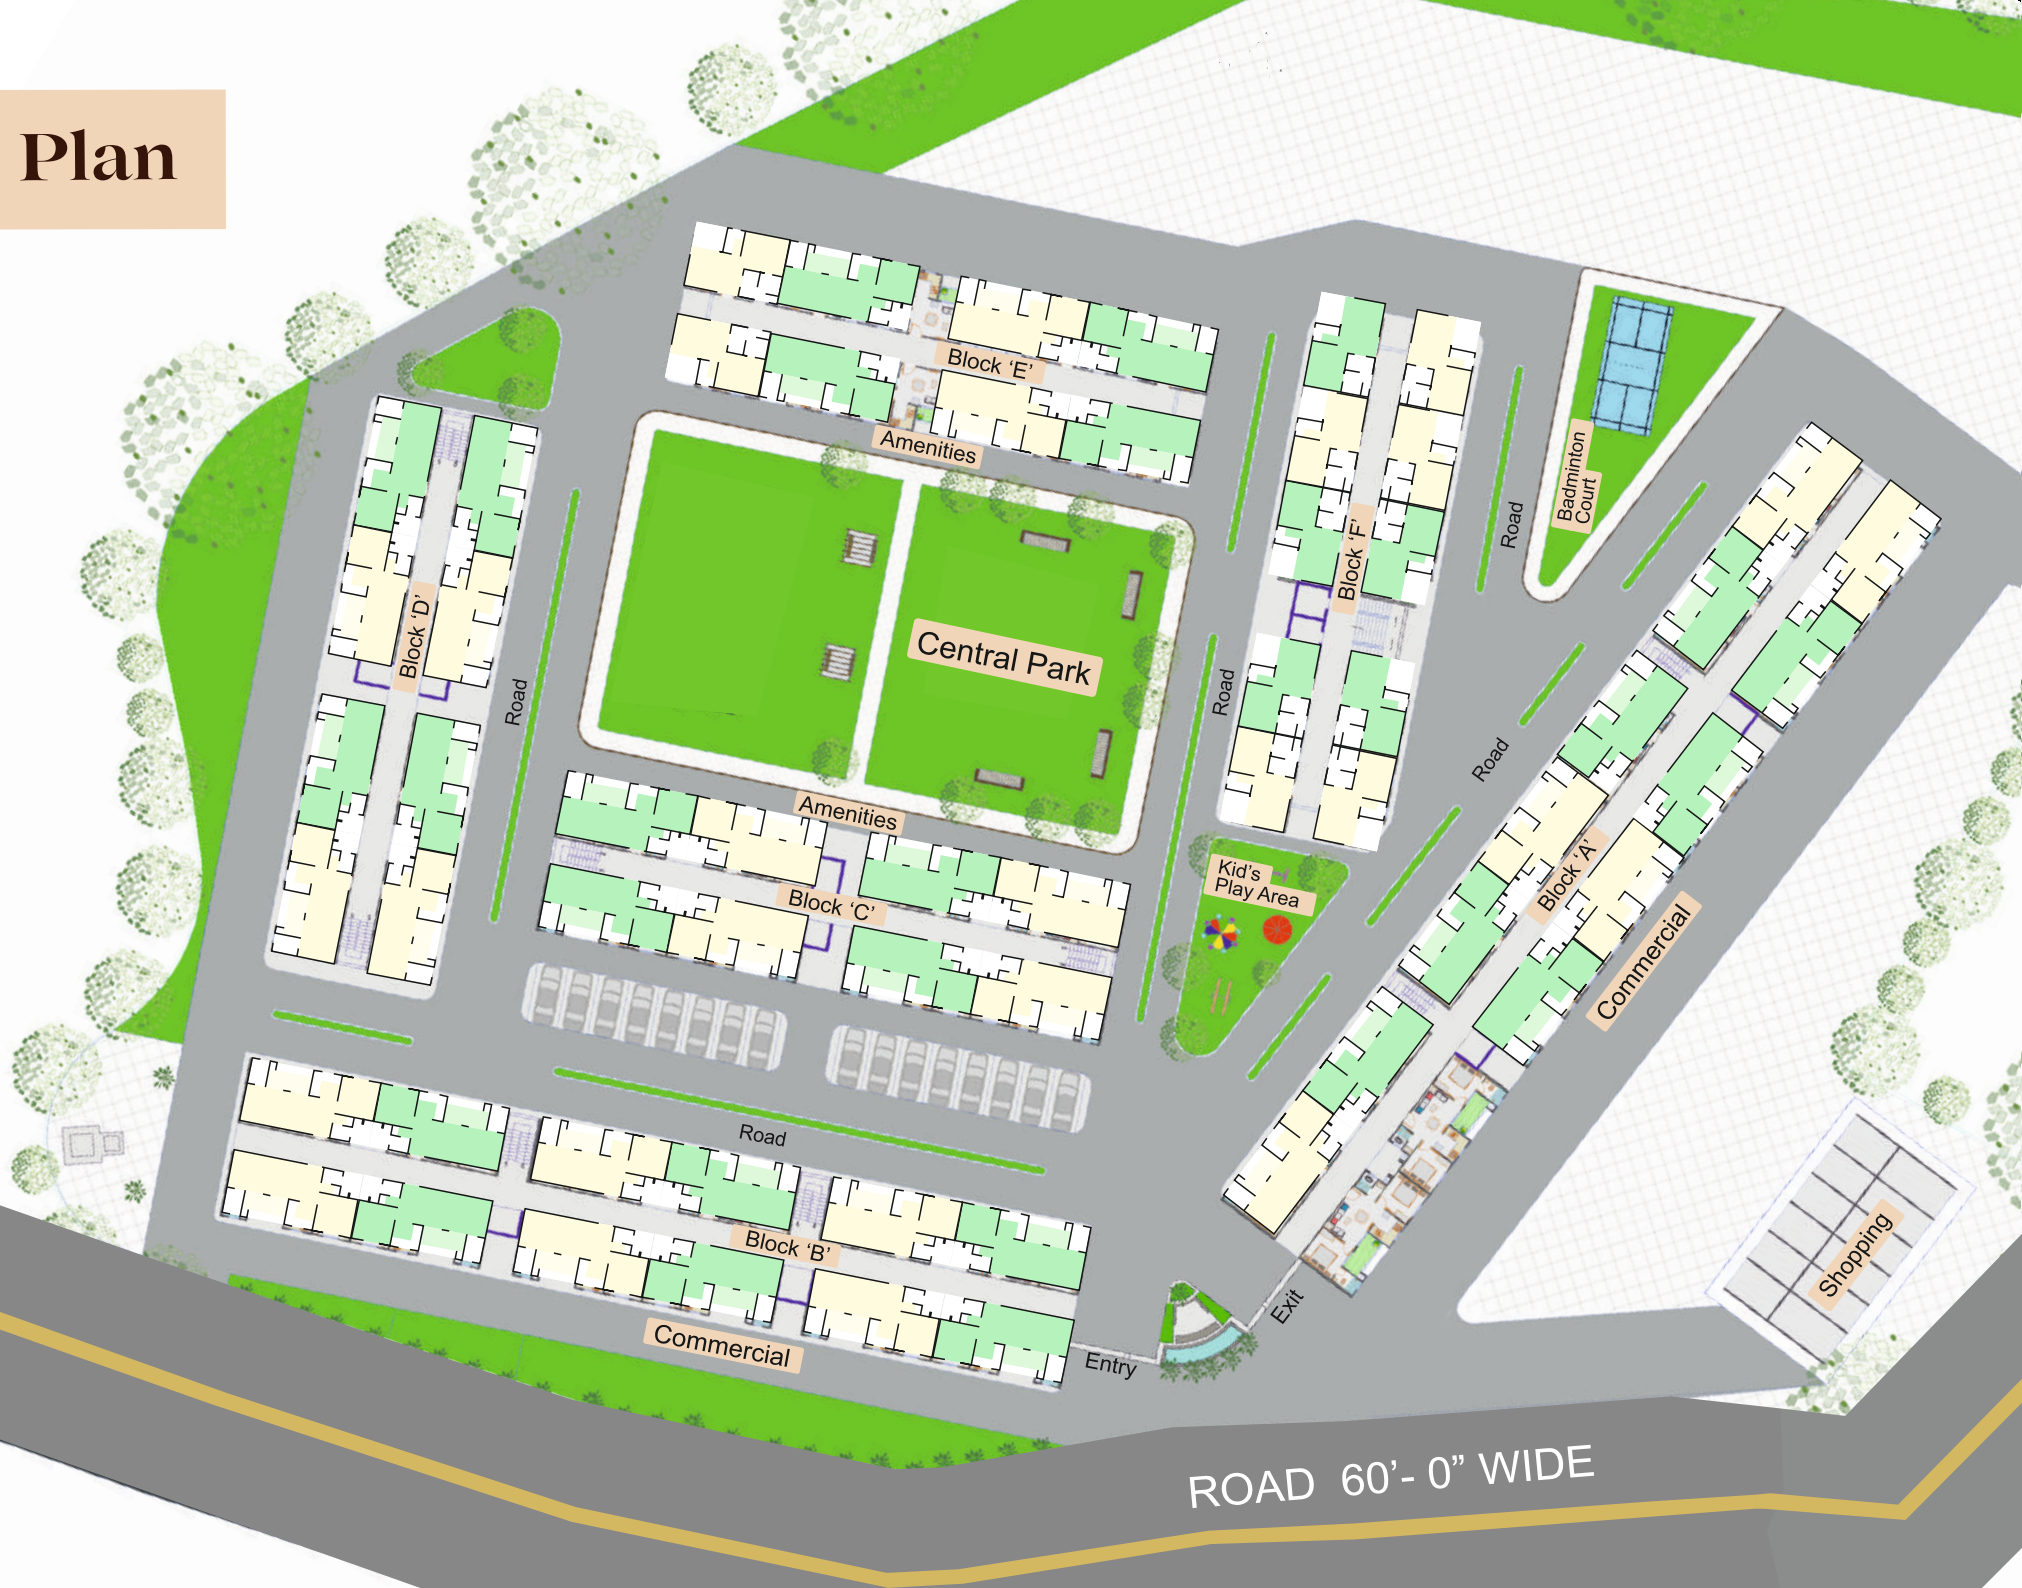 Plan
Block ‘E’
Amenities
Badminton
Court
Road
Block ‘F’
Block ‘D’
Road
Central Park
Road
Road
Amenities
Block ‘C’
Kid’s
Play Area
Block ‘A’
Commercial
Road
Block ‘B’
Commercial
Entry
Exit
Shopping
ROAD 60’- 0” WIDE